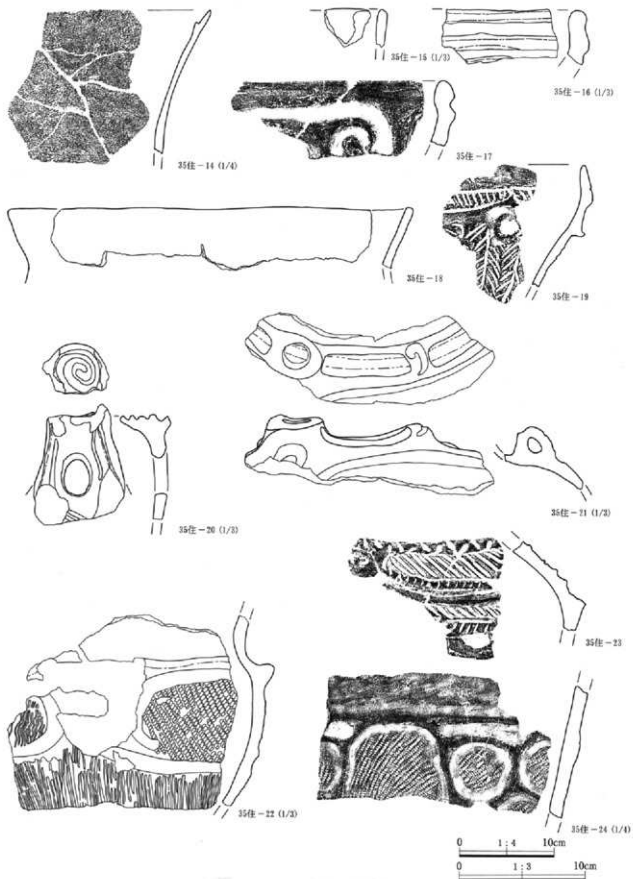 35住-14 (1/4)
35住-15 (1/3)
35住-16 (1/3)
35住-17
35住-18
35住-19
35住-20 (1/3)
35住-21 (1/3)
35住-22 (1/3)
35住-23
35住-24 (1/4)
0 1:4 10cm
0 1:3 10cm